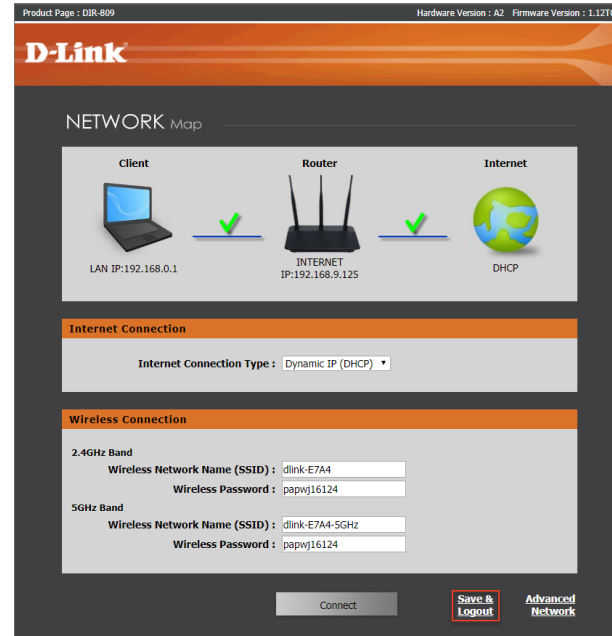 Product Page : DIR-809 Hardware Version : A2 Firmware Version : 1.12T
D-Link
NETWORK Map
Client Router Internet
LAN IP:192.168.0.1 INTERNET DHCP
IP:192.168.9.125
Internet Connection
Internet Connection Type : Dynamic IP (DHCP)
Wireless Connection
2.4GHz Band
Wireless Network Name (SSID) : dlink-E7A4
Wireless Password : papwj16124
5GHz Band
Wireless Network Name (SSID) : dlink-E7A4-5GHz
Wireless Password : papwj16124
Connect Save & Advanced
Logout Network